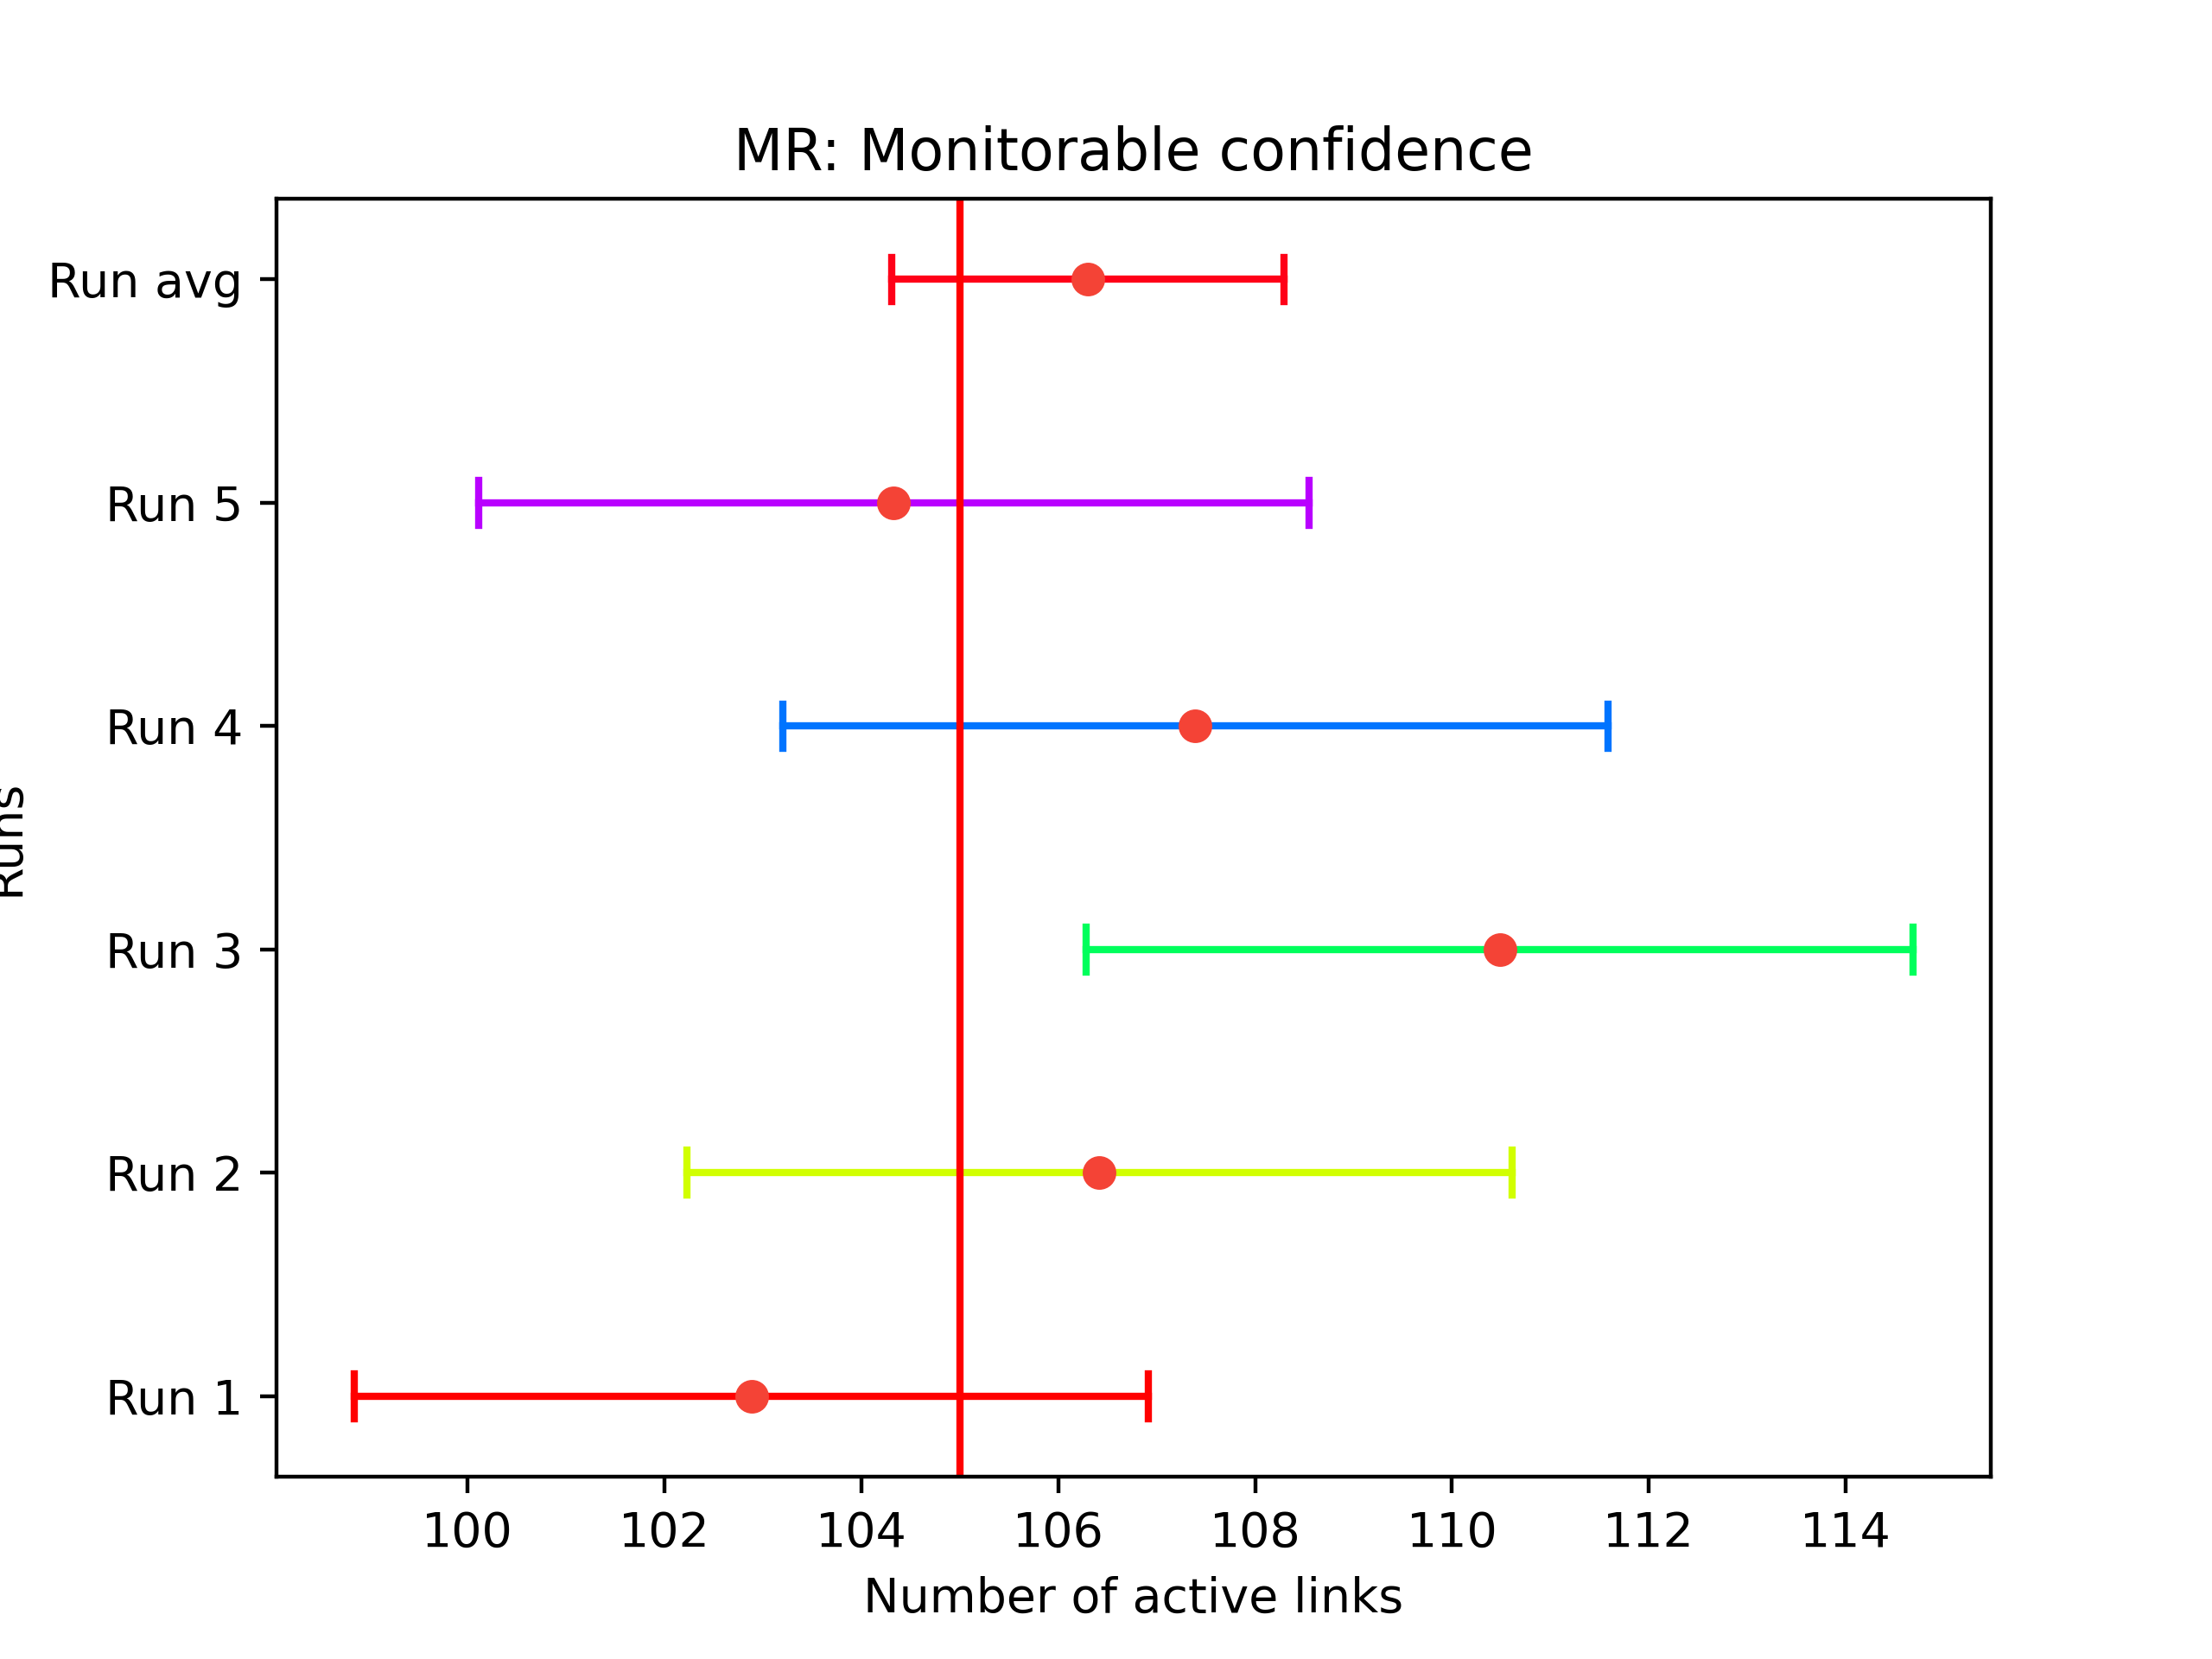 MR: Monitorable confidence
Run avg
Run 5
Run 4
Runs
Run 3
Run 2
Run 1
100 102 104 106 108 110 112 114
Number of active links